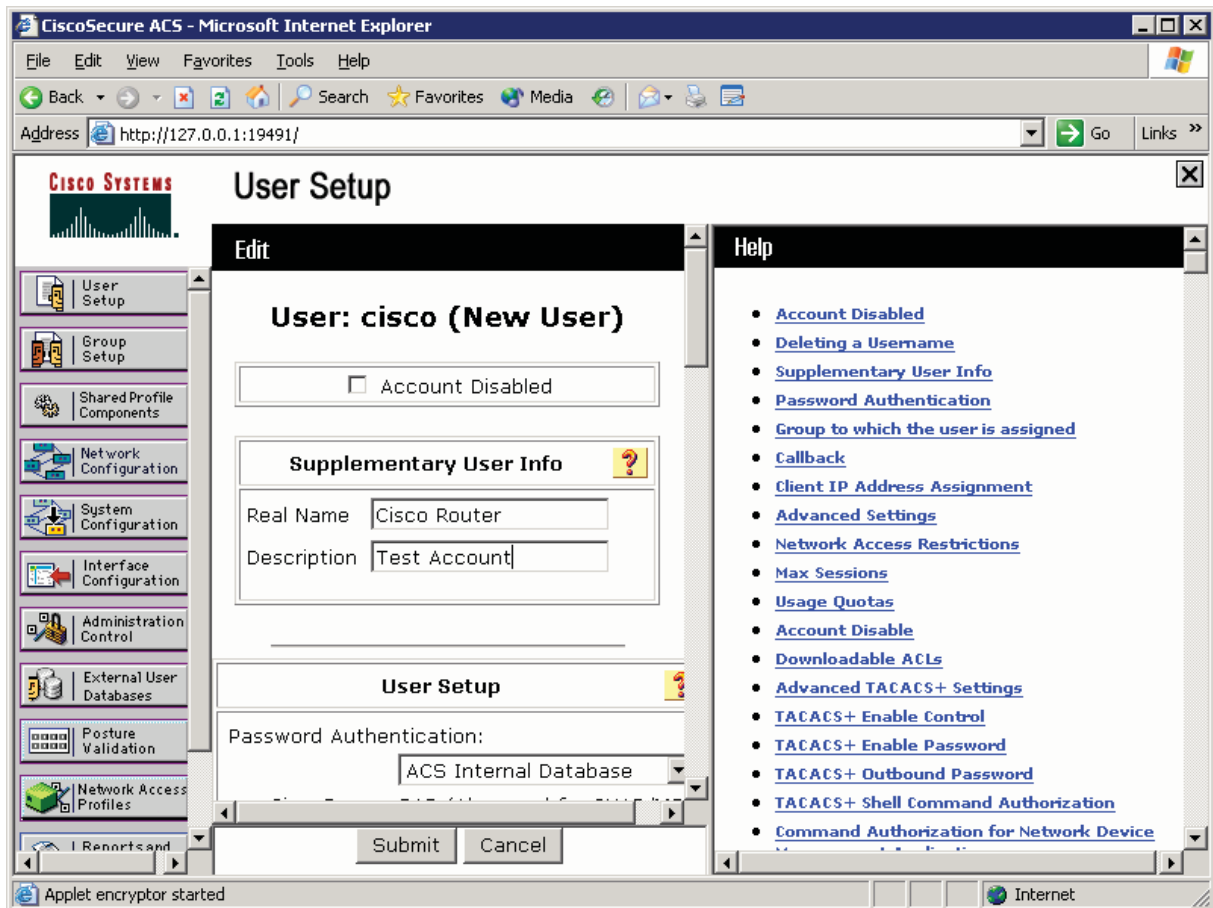 CiscoSecure ACS - Microsoft Internet Explorer
File Edit View Favorites Tools Help
Back Search Favorites Media
Address http://127.0.0.1:19491/ Go Links »
CISCO SYSTEMS
User Setup
User
Setup
Group
Setup
Shared Profile
Components
Network
Configuration
System
Configuration
Interface
Configuration
Administration
Control
External User
Databases
Posture
Validation
Network Access
Profiles
Reports and
Edit
User: cisco (New User)
Account Disabled
Supplementary User Info ?
Real Name Cisco Router
Description Test Account
User Setup ?
Password Authentication:
ACS Internal Database
Submit Cancel
Help
Account Disabled
Deleting a Username
Supplementary User Info
Password Authentication
Group to which the user is assigned
Callback
Client IP Address Assignment
Advanced Settings
Network Access Restrictions
Max Sessions
Usage Quotas
Account Disable
Downloadable ACLs
Advanced TACACS+ Settings
TACACS+ Enable Control
TACACS+ Enable Password
TACACS+ Outbound Password
TACACS+ Shell Command Authorization
Command Authorization for Network Device
Applet encryptor started Internet